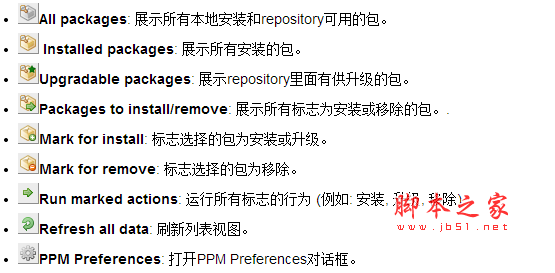 All packages: 展示所有本地安装和repository可用的包。
Installed packages: 展示所有安装的包。
Upgradable packages: 展示repository里面有供升级的包。
Packages to install/remove: 展示所有标志为安装或移除的包。.
Mark for install: 标志选择的包为安装或升级。
Mark for remove: 标志选择的包为移除。
Run marked actions: 运行所有标志的行为 (例如: 安装, 升级, 移除)
Refresh all data: 刷新列表视图。
PPM Preferences: 打开PPM Preferences对话框。
脚本之家
www.jb51.net